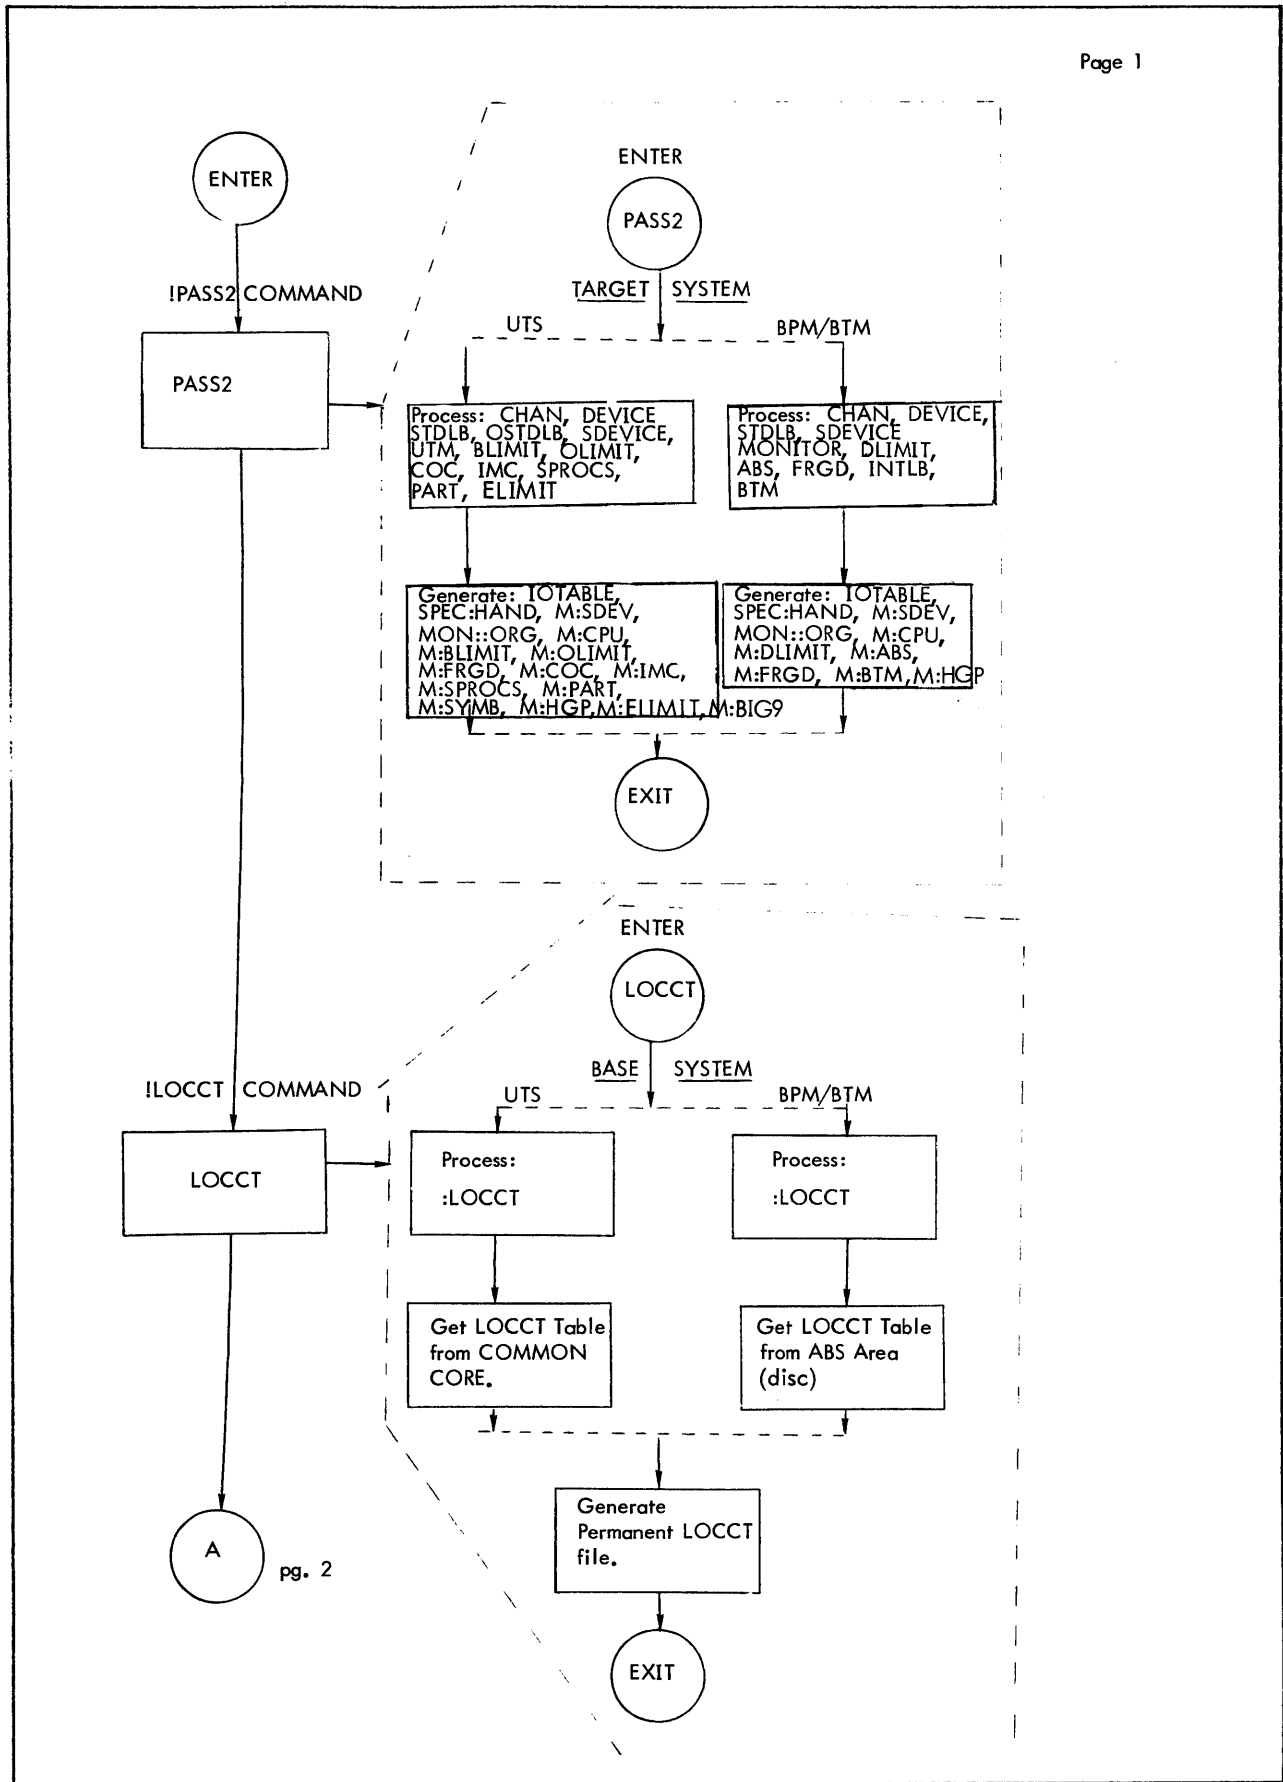 Page 1
ENTER
!PASS2 COMMAND
PASS2
ENTER
PASS2
TARGET SYSTEM
UTS
BPM/BTM
Process: CHAN, DEVICE
STDLB, OSTDLB, SDEVICE,
UTM, BLIMIT, OLIMIT,
COC, IMC, SPROCS,
PART, ELIMIT
Process: CHAN, DEVICE,
STDLB, SDEVICE
MONITOR, DLIMIT,
ABS, FRGD, INTLB,
BTM
Generate: IOTABLE,
SPEC:HAND, M:SDEV,
MON::ORG, M:CPU,
M:BLIMIT, M:OLIMIT,
M:FRGD, M:COC, M:IMC,
M:SPROCS, M:PART,
M:SYMB, M:HGP,M:ELIMIT,M:BIG9
Generate: IOTABLE,
SPEC:HAND, M:SDEV,
MON::ORG, M:CPU,
M:DLIMIT, M:ABS,
M:FRGD, M:BTM,M:HGP
EXIT
!LOCCT COMMAND
LOCCT
ENTER
LOCCT
BASE SYSTEM
UTS
BPM/BTM
Process:
:LOCCT
Process:
:LOCCT
Get LOCCT Table
from COMMON
CORE.
Get LOCCT Table
from ABS Area
(disc)
Generate
Permanent LOCCT
file.
EXIT
A
pg. 2